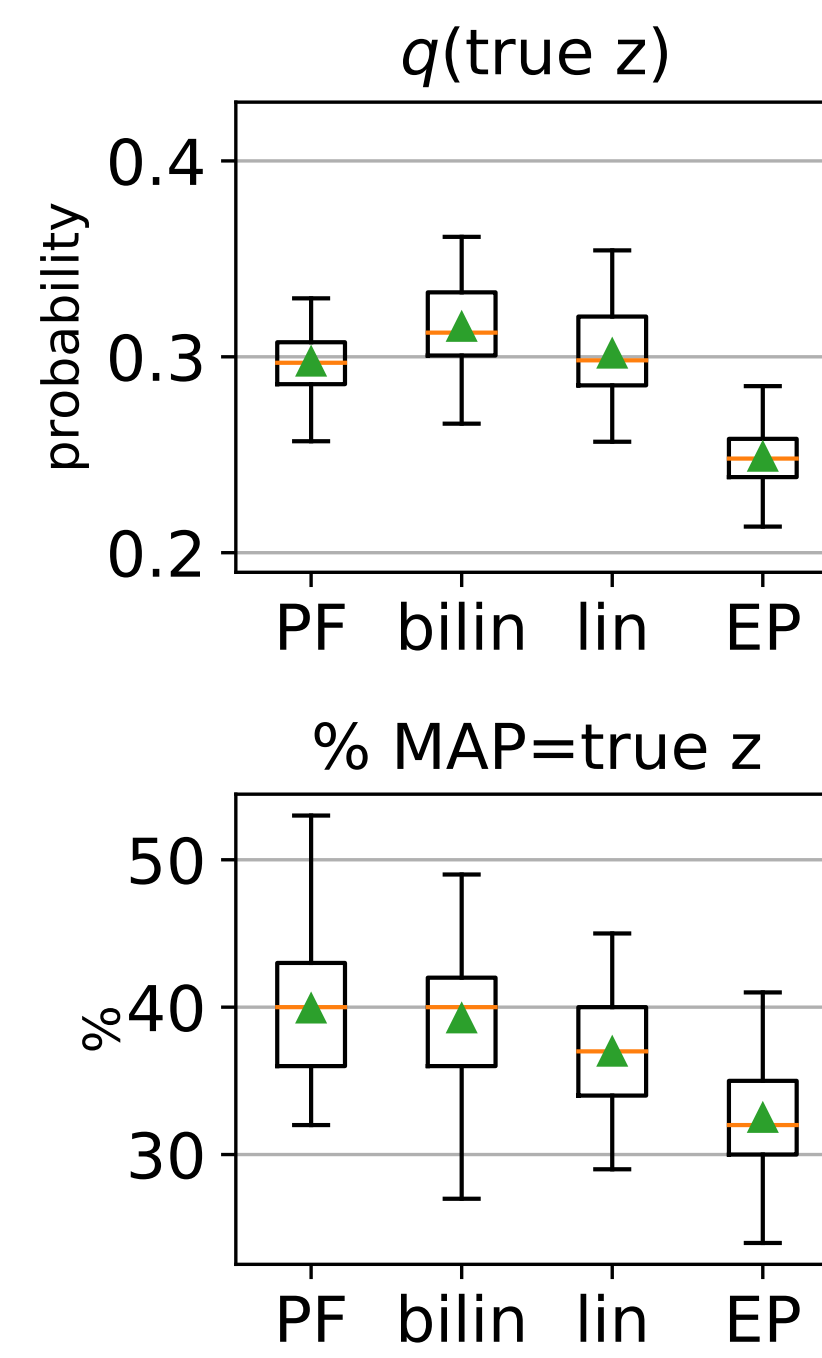 q(true z)
probability
0.4
0.3
0.2
PF bilin lin EP
% MAP=true z
%
50
40
30
PF bilin lin EP